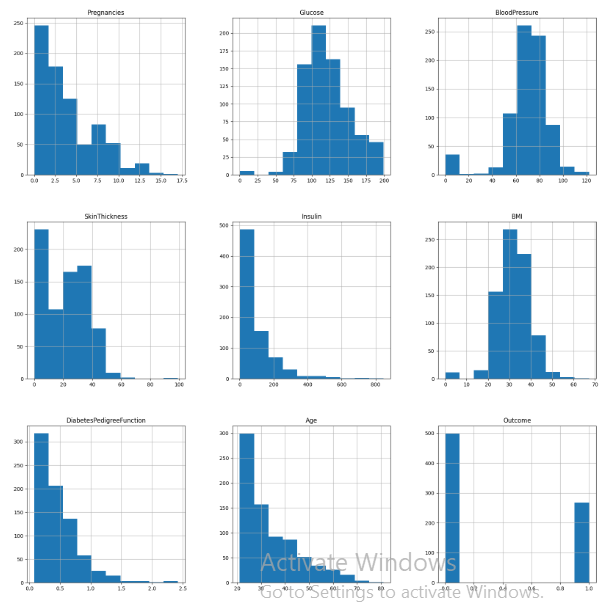 Pregnancies
250
200
150
100
50
0
0.0 2.5 5.0 7.5 10.0 12.5 15.0 17.5
Glucose
200
175
150
125
100
75
50
25
0
0 25 50 75 100 125 150 175 200
BloodPressure
250
200
150
100
50
0
0 20 40 60 80 100 120
SkinThickness
200
150
100
50
0
0 20 40 60 80 100
Insulin
500
400
300
200
100
0
0 200 400 600 800
BMI
250
200
150
100
50
0
0 10 20 30 40 50 60 70
DiabetesPedigreeFunction
300
250
200
150
100
50
0
0.0 0.5 1.0 1.5 2.0 2.5
Age
300
250
200
150
100
50
0
20 30 40 50 60 70 80
Outcome
500
400
300
200
100
0
0.0 0.2 0.4 0.6 0.8 1.0
Activate Windows
Go to Settings to activate Windows.